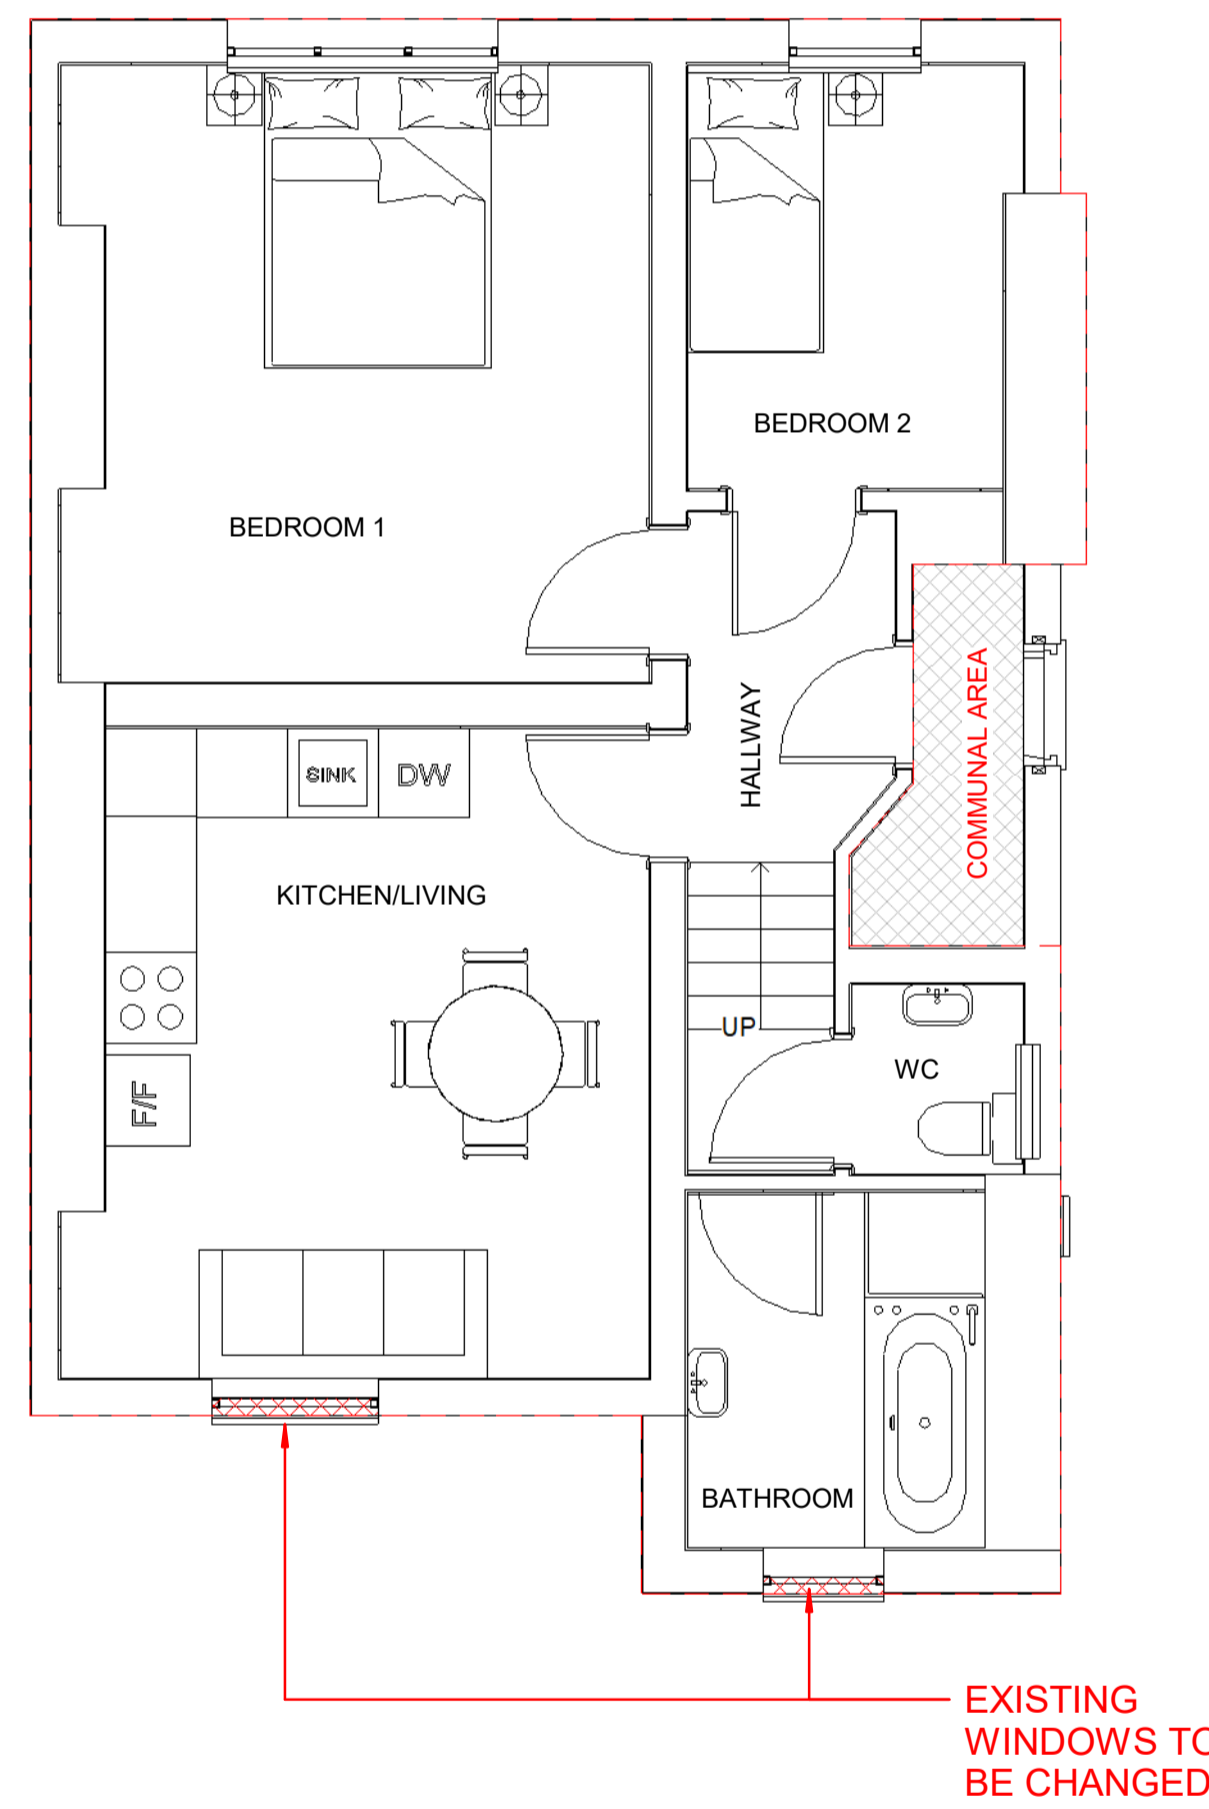 BEDROOM 2
BEDROOM 1
HALLWAY
COMMUNAL AREA
SINK
DW
KITCHEN/LIVING
UP
WC
F/F
BATHROOM
EXISTING
WINDOWS TO
BE CHANGED